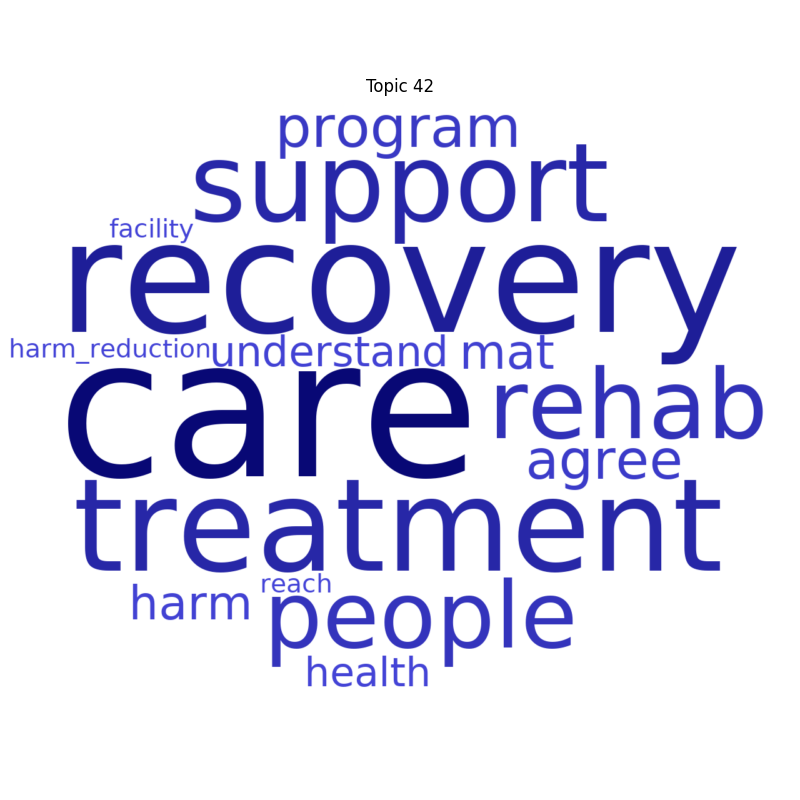 Topic 42
program
support
facility
recovery
harm_reduction understand mat
care
rehab
agree
treatment
reach
harm
people
health